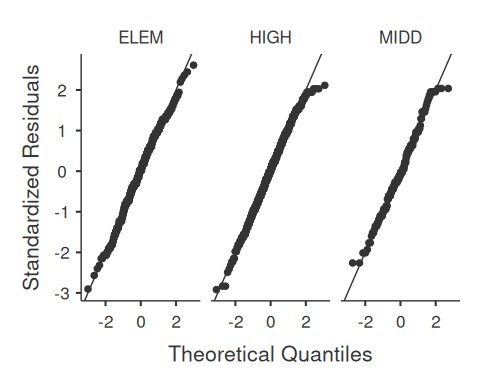 ELEM HIGH MIDD
Standardized Residuals
2
1
0
-1
-2
-3
-2 0 2 -2 0 2 -2 0 2
Theoretical Quantiles